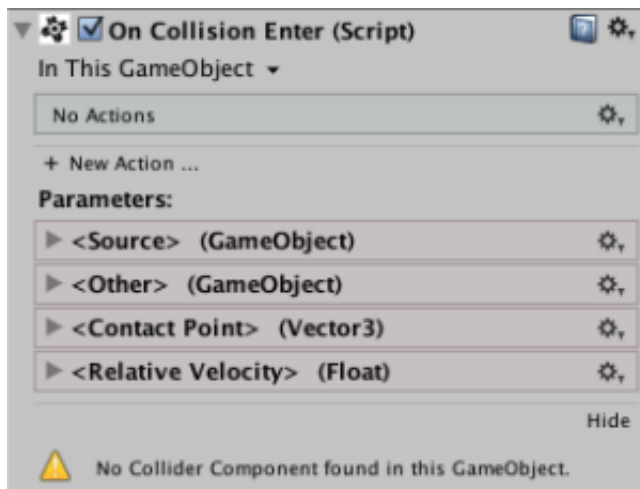 On Collision Enter (Script)
In This GameObject
No Actions
+ New Action ...
Parameters:
<Source> (GameObject)
<Other> (GameObject)
<Contact Point> (Vector3)
<Relative Velocity> (Float)
Hide
No Collider Component found in this GameObject.